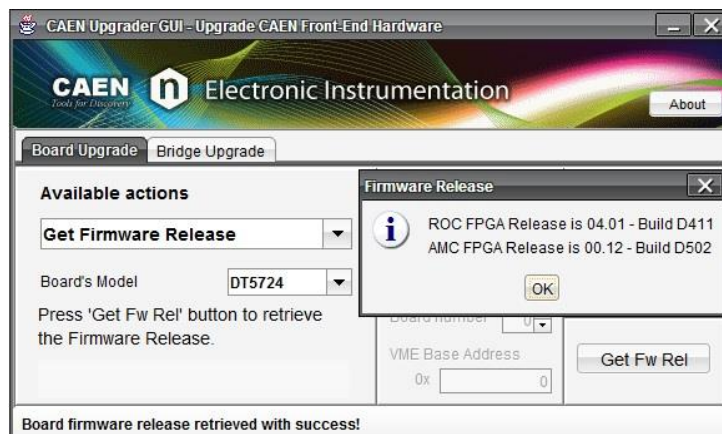 CAEN Upgrader GUI - Upgrade CAEN Front-End Hardware
CAEN n Electronic Instrumentation
Tools for Discovery
About
Board Upgrade Bridge Upgrade
Available actions
Get Firmware Release
Board's Model DT5724
Press 'Get Fw Rel' button to retrieve
the Firmware Release.
Firmware Release
ROC FPGA Release is 04.01 - Build D411
AMC FPGA Release is 00.12 - Build D502
OK
Board number 0
VME Base Address
0x 0
Get Fw Rel
Board firmware release retrieved with success!